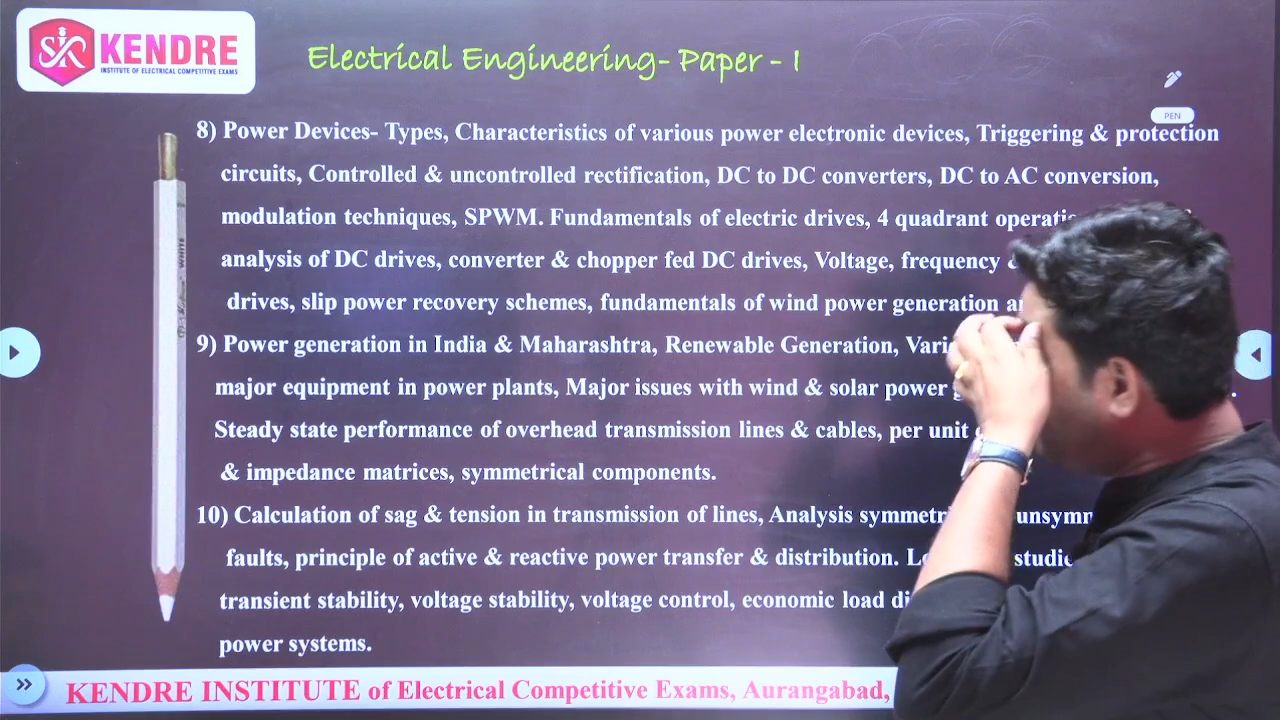 KENDRE
INSTITUTE OF ELECTRICAL COMPETITIVE EXAMS
Electrical Engineering- Paper - I
PEN
8) Power Devices- Types, Characteristics of various power electronic devices, Triggering & protection
circuits, Controlled & uncontrolled rectification, DC to DC converters, DC to AC conversion,
modulation techniques, SPWM. Fundamentals of electric drives, 4 quadrant
analysis of DC drives, converter & chopper fed DC drives, Voltage, frequency &
drives, slip power recovery schemes, fundamentals of wind power generation
9) Power generation in India & Maharashtra, Renewable Generation,
major equipment in power plants, Major issues with wind & solar power
Steady state performance of overhead transmission lines & cables, per unit
& impedance matrices, symmetrical components.
10) Calculation of sag & tension in transmission of lines, Analysis
faults, principle of active & reactive power transfer & distribution.
transient stability, voltage stability, voltage control, economic load
power systems.
KENDRE INSTITUTE of Electrical Competitive Exams, Aurangabad,